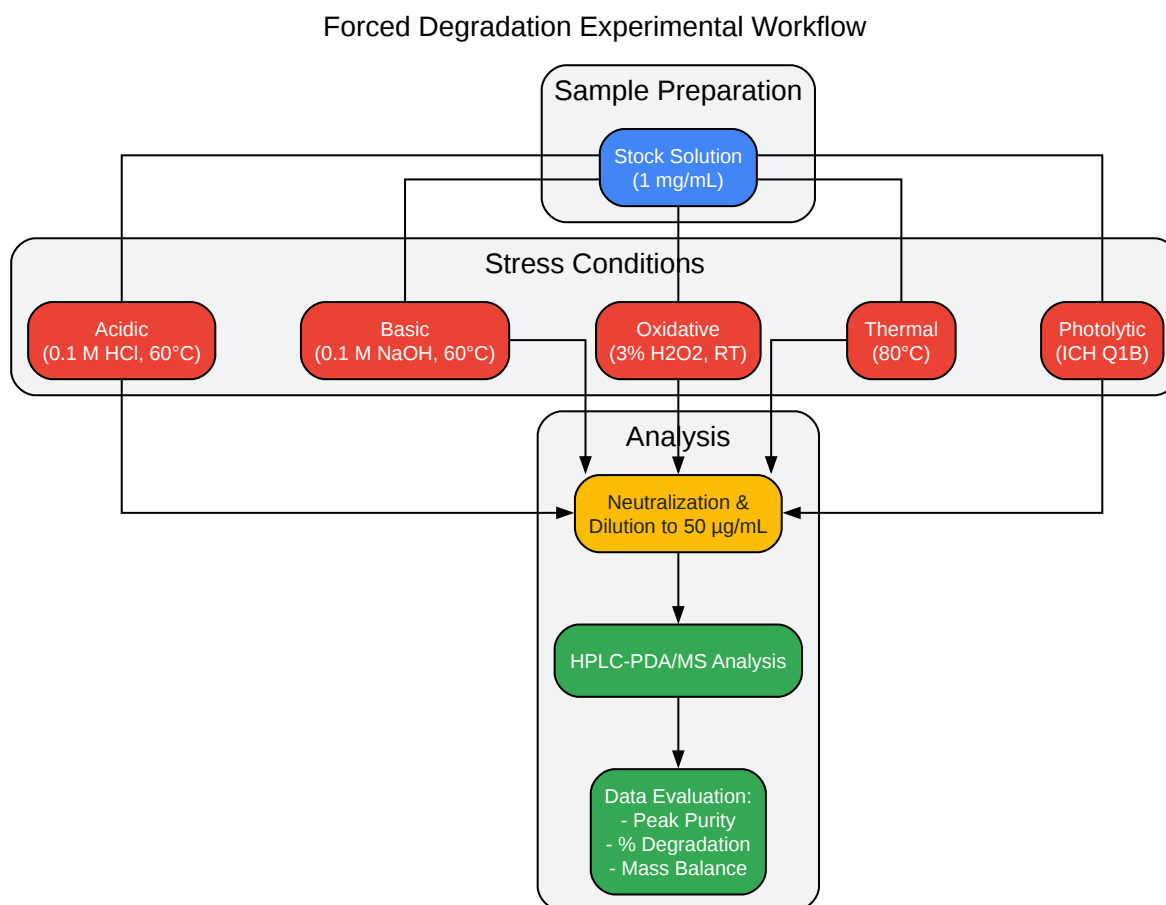 Forced Degradation Experimental Workflow
Sample Preparation
Stock Solution
(1 mg/mL)
Stress Conditions
Acidic
(0.1 M HCl, 60°C)
Basic
(0.1 M NaOH, 60°C)
Oxidative
(3% H2O2, RT)
Thermal
(80°C)
Photolytic
(ICH Q1B)
Analysis
Neutralization &
Dilution to 50 µg/mL
HPLC-PDA/MS Analysis
Data Evaluation:
- Peak Purity
- % Degradation
- Mass Balance